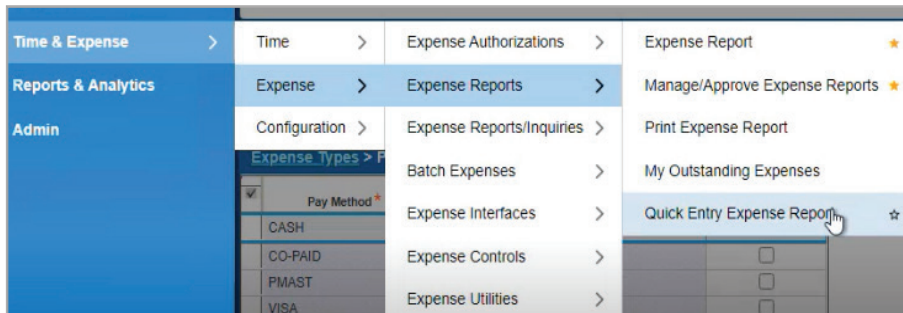 Time & Expense
Reports & Analytics
Admin
Time
Expense
Configuration
Expense Authorizations
Expense Reports
Expense Reports/Inquiries
Batch Expenses
Expense Interfaces
Expense Controls
Expense Utilities
Expense Report
Manage/Approve Expense Reports
Print Expense Report
My Outstanding Expenses
Quick Entry Expense Report
Expense Types >
Pay Method *
CASH
CO-PAID
PMAST
VISA